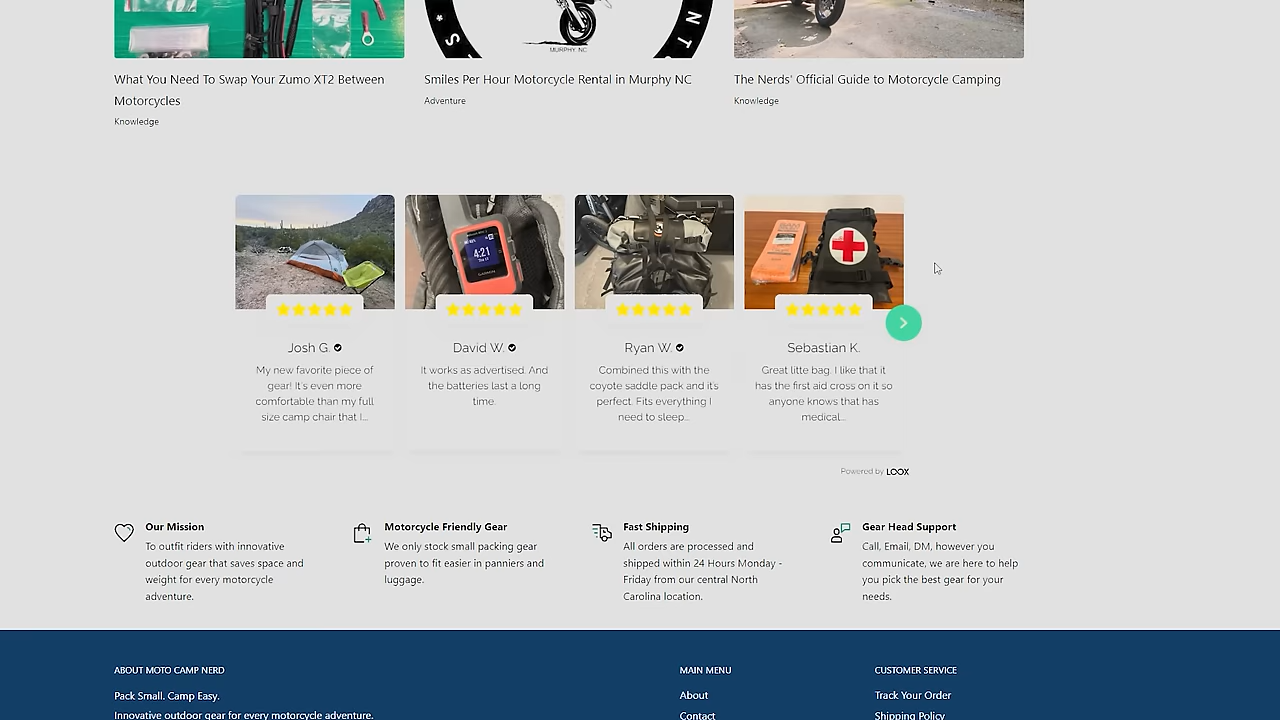 S N T
MURPHY, NC
What You Need To Swap Your Zumo XT2 Between
Motorcycles
Knowledge
Smiles Per Hour Motorcycle Rental in Murphy NC
Adventure
The Nerds' Official Guide to Motorcycle Camping
Knowledge
4:21
GARMIN
Josh G.
My new favorite piece of
gear! It's even more
comfortable than my full
size camp chair that I...
David W.
It works as advertised. And
the batteries last a long
time.
Ryan W.
Combined this with the
coyote saddle pack and it's
perfect. Fits everything I
need to sleep...
Sebastian K.
Great litte bag. I like that it
has the first aid cross on it so
anyone knows that has
medical...
Powered by LOOX
Our Mission
To outfit riders with innovative
outdoor gear that saves space and
weight for every motorcycle
adventure.
Motorcycle Friendly Gear
We only stock small packing gear
proven to fit easier in panniers and
luggage.
Fast Shipping
All orders are processed and
shipped within 24 Hours Monday -
Friday from our central North
Carolina location.
Gear Head Support
Call, Email, DM, however you
communicate, we are here to help
you pick the best gear for your
needs.
ABOUT MOTO CAMP NERD
Pack Small. Camp Easy.
Innovative outdoor gear for every motorcycle adventure.
MAIN MENU
About
Contact
CUSTOMER SERVICE
Track Your Order
Shipping Policy